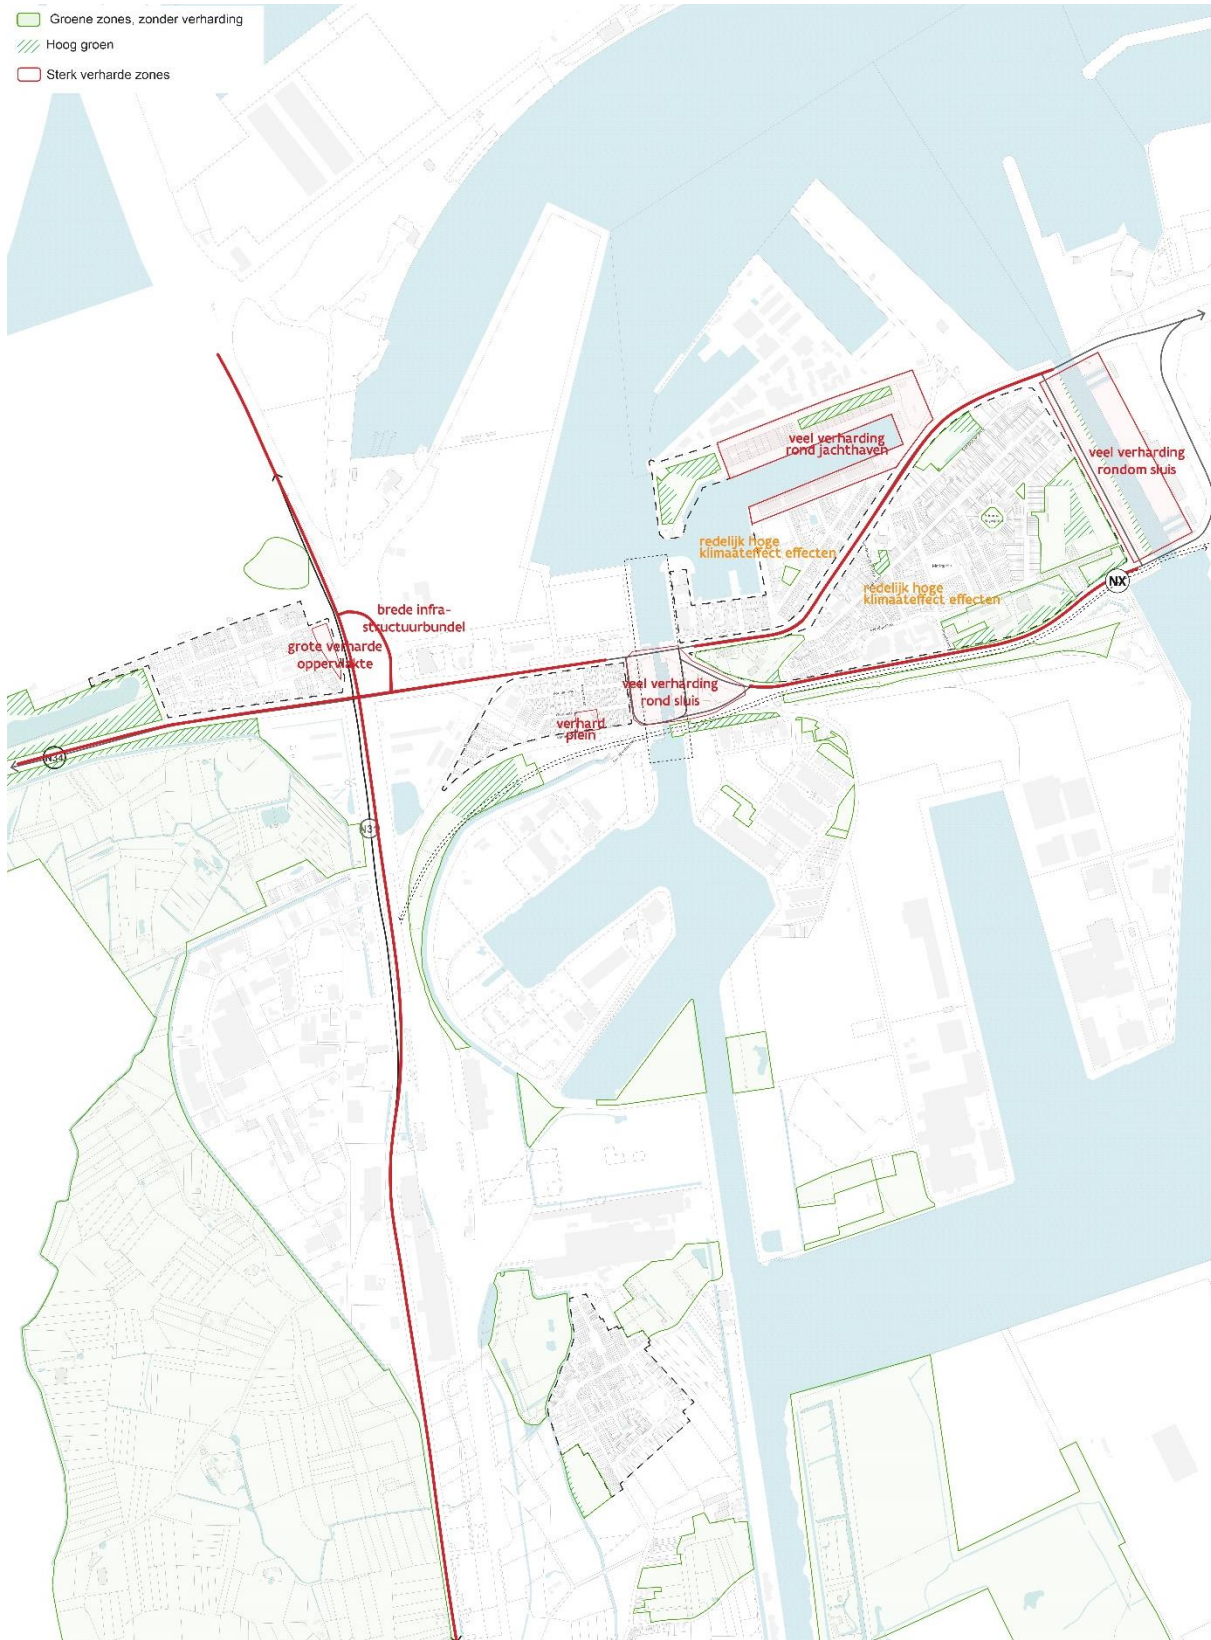 Groene zones, zonder verharding
Hoog groen
Sterk verharde zones
veel verharding
rond jachthaven
veel verharding
rondom sluis
redelijk hoge
klimaateffect effecten
redelijk hoge
klimaateffect effecten
NX
brede infra-
structuurbundel
grote verharde
oppervlakte
veel verharding
rond sluis
verhard
plein
N34
N31